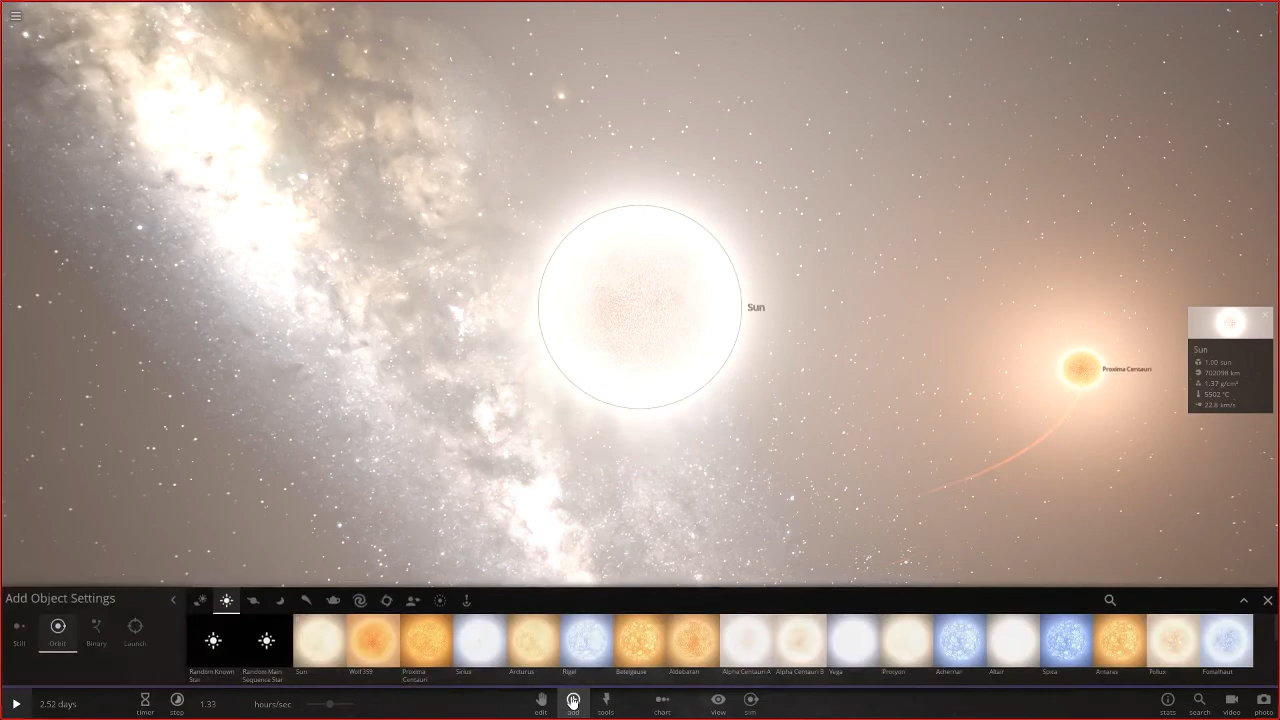 Sun
Proxima Centauri
Sun
1.00 sun
702098 km
1.37 g/cm³
5502 °C
22.8 km/s
Add Object Settings
Still
Orbit
Binary
Launch
Random Known Star
Random Main Sequence Star
Sun
Wolf 359
Proxima Centauri
Sirius
Arcturus
Rigel
Betelgeuse
Aldebaran
Alpha Centauri A
Alpha Centauri B
Vega
Procyon
Achernar
Altair
Spica
Antares
Pollux
Fomalhaut
2.52 days
timer
step
1.33
hours/sec
edit
add
tools
chart
view
sim
stats
search
video
photo